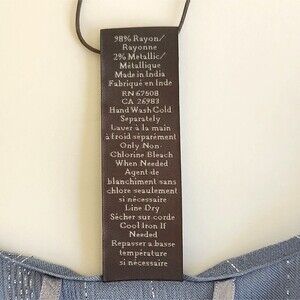 98% Rayon/
Rayonne
2% Metallic/
Métallique
Made in India
Fabriqué en Inde
RN 67608
CA 26983
Hand Wash Cold
Separately
Laver à la main
à froid séparément
Only Non-
Chlorine Bleach
When Needed
Agent de
blanchiment sans
chlore seulement
si nécessaire
Line Dry
Sécher sur corde
Cool Iron If
Needed
Repasser a basse
température
si nécessaire